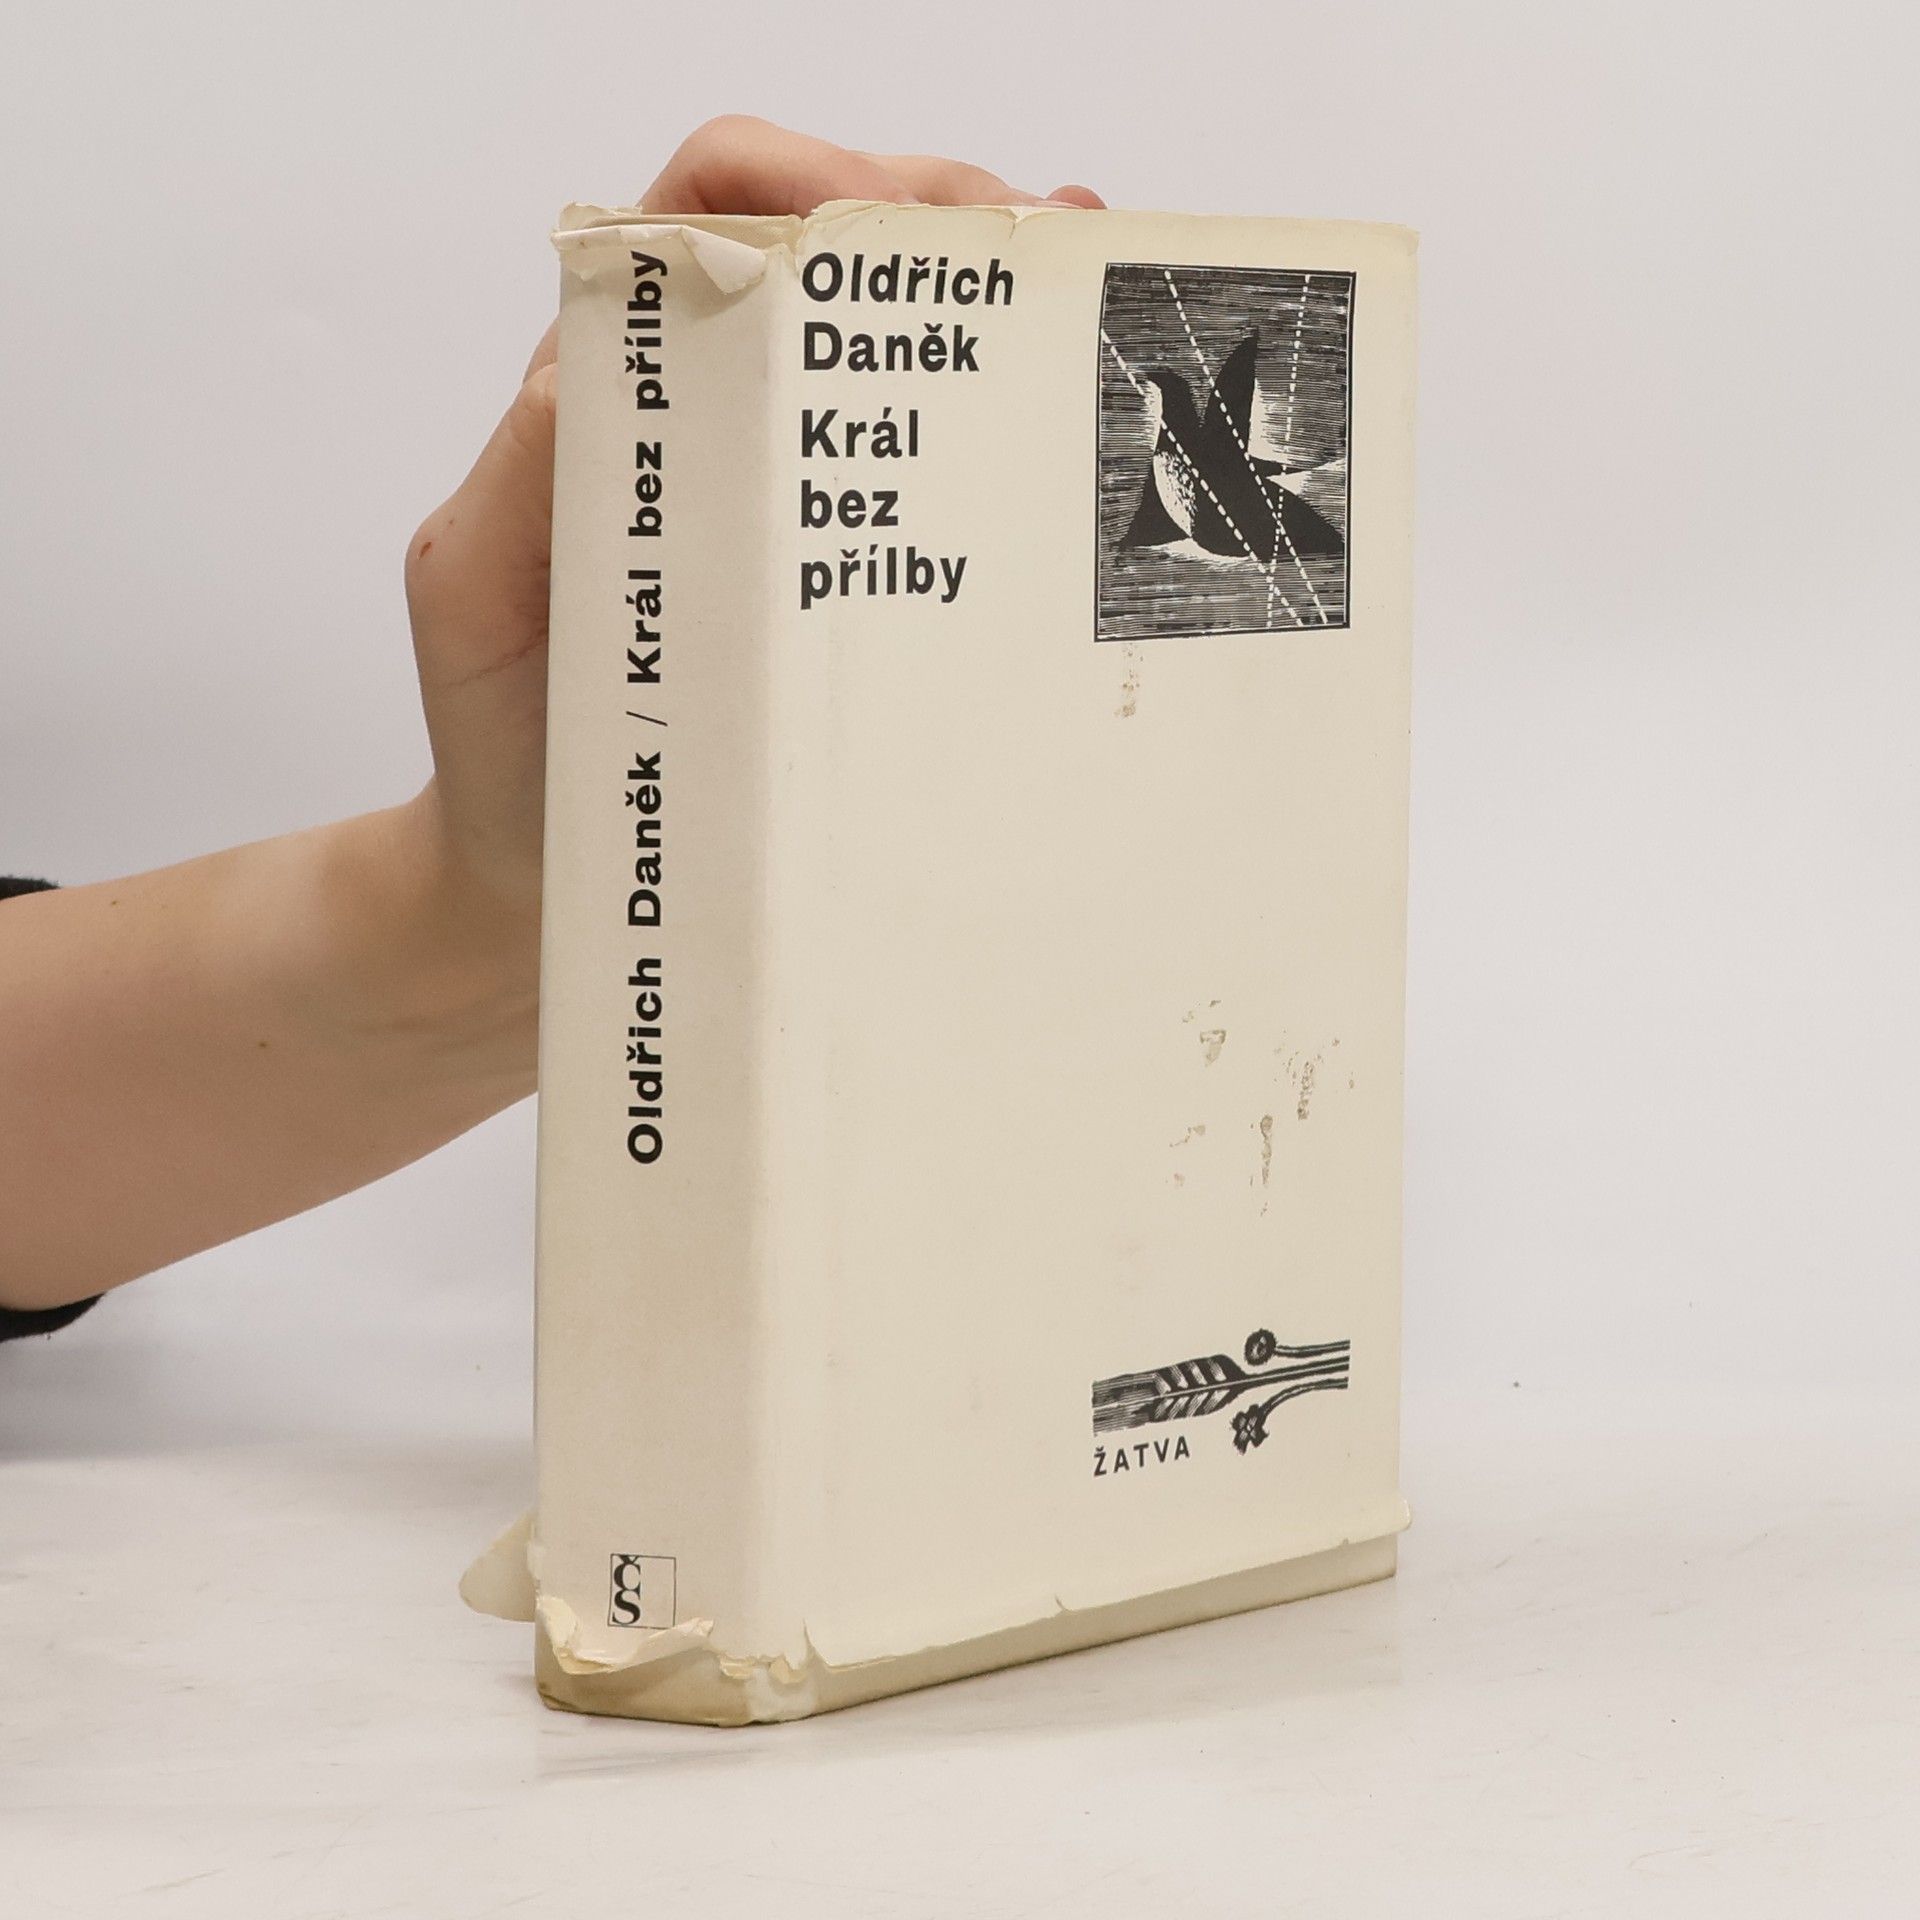 Oldřich Daněk / Král bez přílby
ČS
Oldřich
Daněk
Král
bez
přílby
ŽATVA